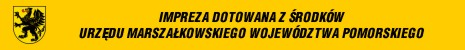 IMPREZA DOTOWANA Z ŚRODKÓW
URZĘDU MARSZAŁKOWSKIEGO WOJEWÓDZTWA POMORSKIEGO